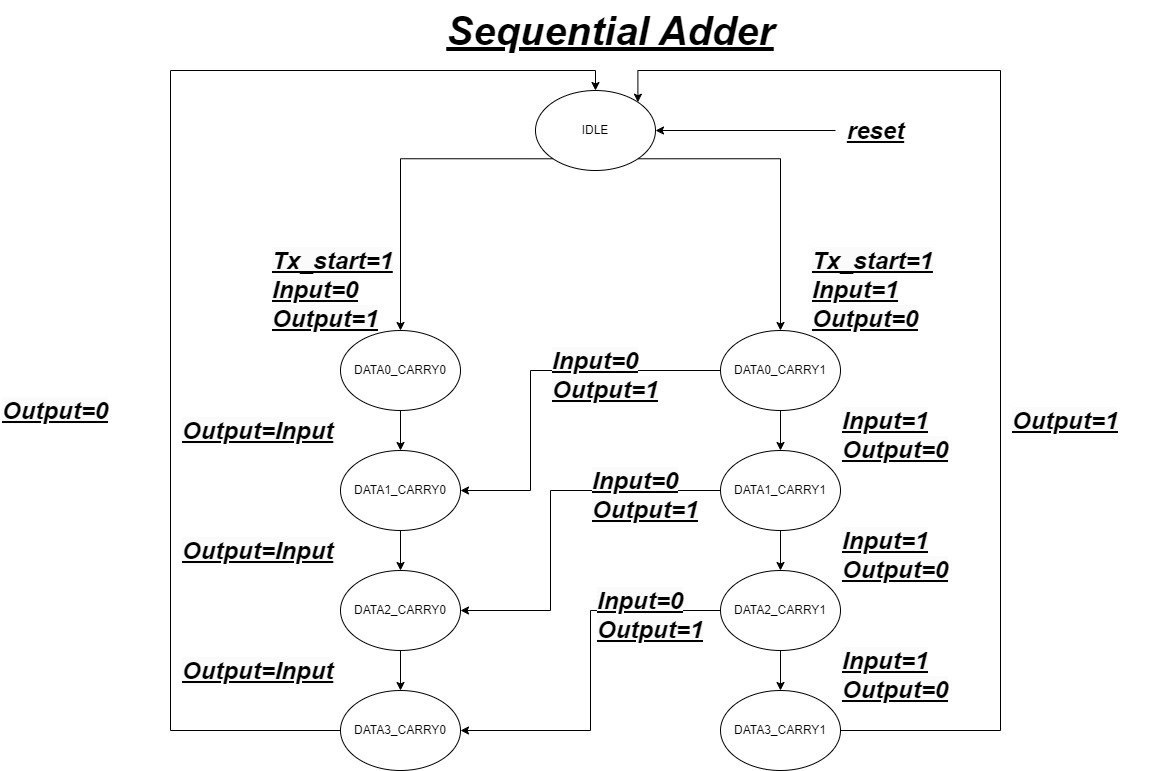 Sequential Adder
IDLE
reset
Tx_start=1
Input=0
Output=1
Tx_start=1
Input=1
Output=0
DATA0_CARRY0
Input=0
Output=1
DATA0_CARRY1
Output=0
Output=Input
Input=1
Output=0
Output=1
DATA1_CARRY0
Input=0
Output=1
DATA1_CARRY1
Output=Input
Input=1
Output=0
DATA2_CARRY0
Input=0
Output=1
DATA2_CARRY1
Output=Input
Input=1
Output=0
DATA3_CARRY0
DATA3_CARRY1